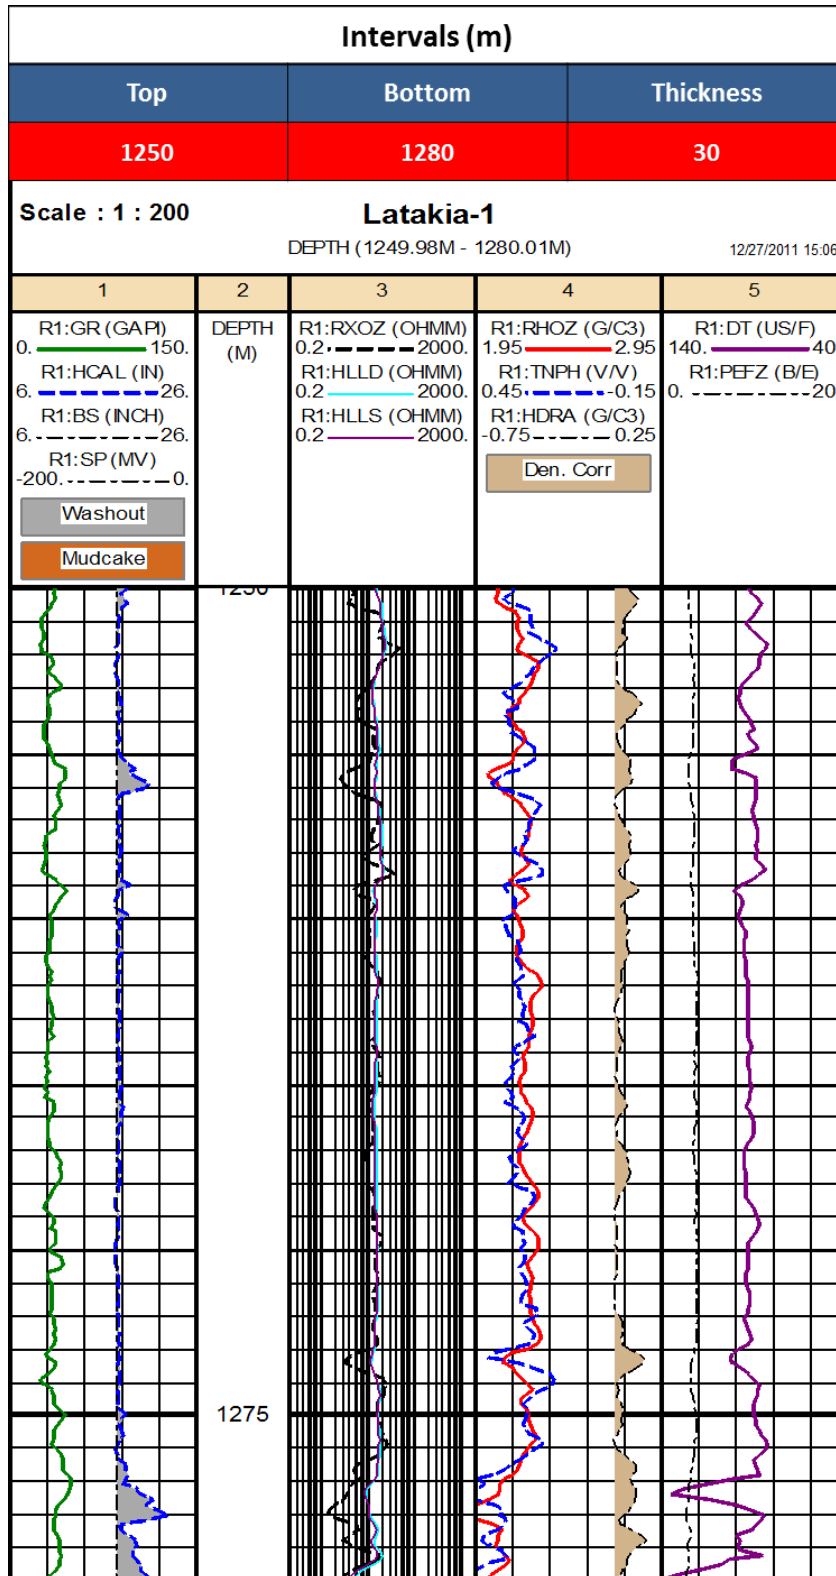 Intervals (m)
Top Bottom Thickness
1250 1280 30
Scale : 1 : 200 Latakia-1
DEPTH (1249.98M - 1280.01M) 12/27/2011 15:06
1 2 3 4 5
R1:GR (GAPI) DEPTH R1:RXOZ (OHMM) R1:RHOZ (G/C3) R1:DT (US/F)
0. 150. (M) 0.2 2000. 1.95 2.95 140. 40
R1:HCAL (IN) R1:HLLD (OHMM) R1:TNPH (V/V) R1:PEFZ (B/E)
6. 26. 0.2 2000. 0.45 -0.15 0. 20
R1:BS (INCH) R1:HLLS (OHMM) R1:HDRA (G/C3)
6. 26. 0.2 2000. -0.75 0.25
R1:SP (MV) Den. Corr
-200. 0.
Washout
Mudcake
1250
1275